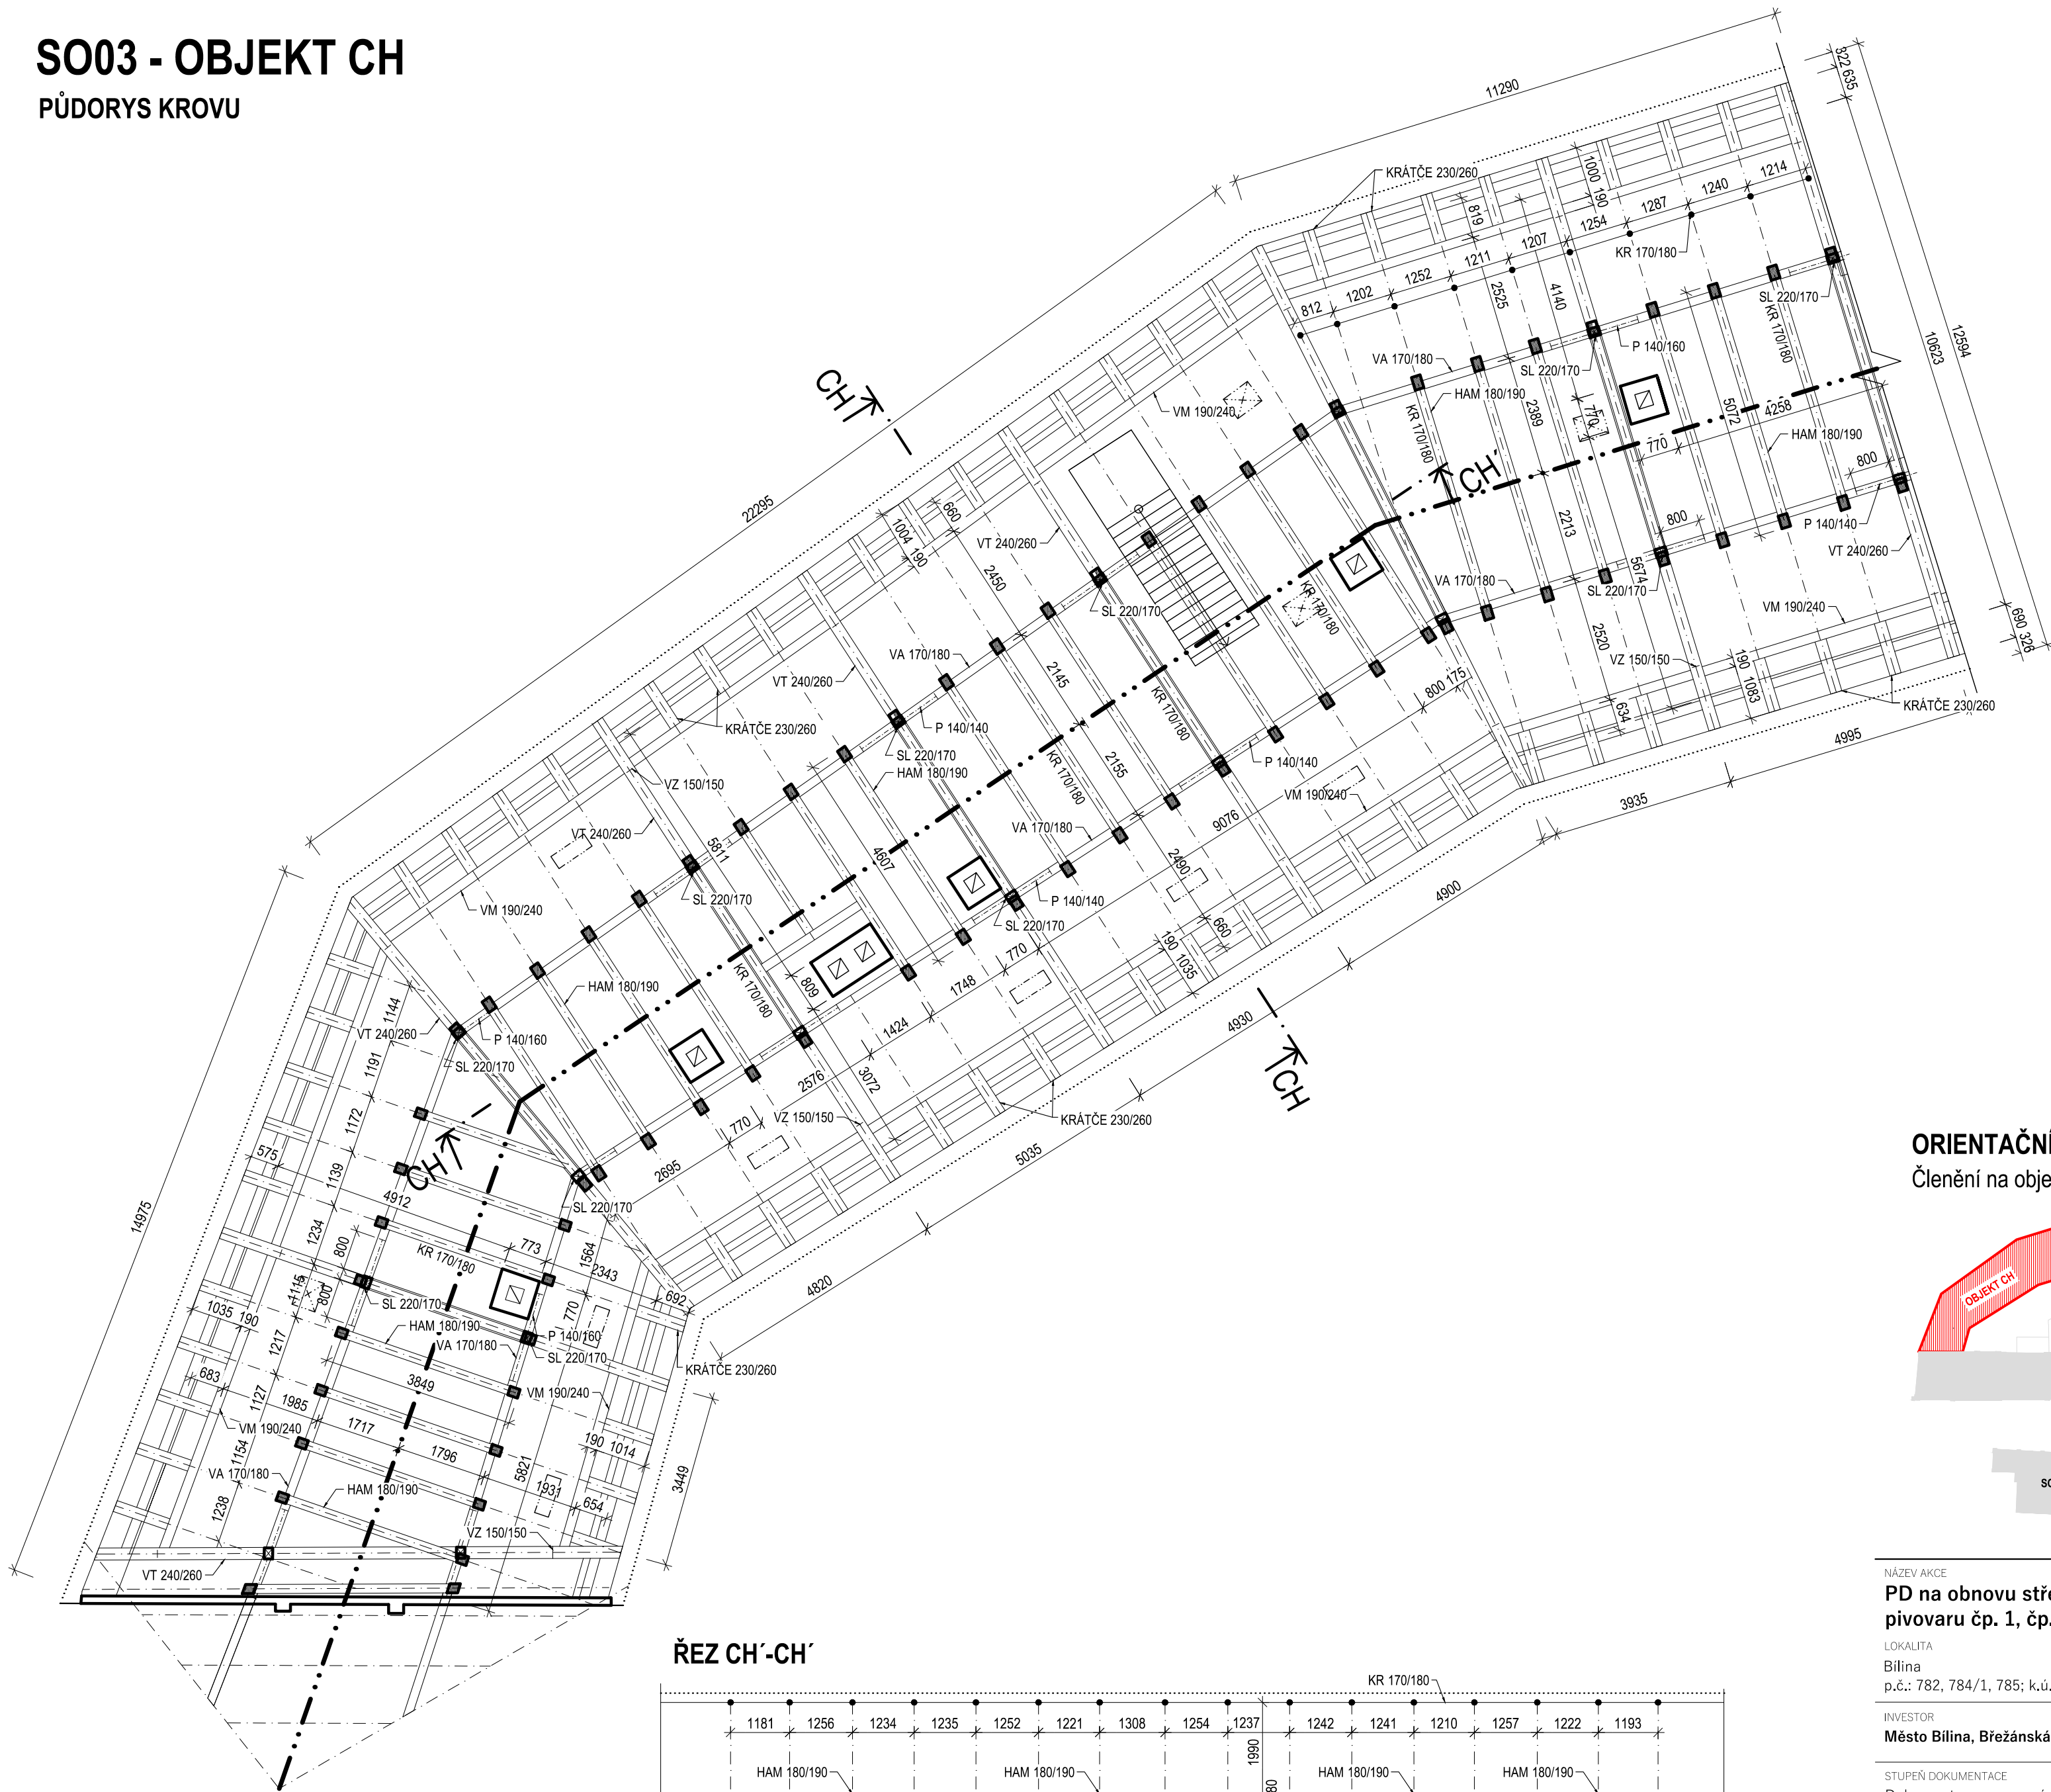 SO03 - OBJEKT CH
PŮDORYS KROVU
11290
322 635
12594
10623
690 326
22295
14975
KRÁTČE 230/260
1000 190
819
812
1202
1252
1211
1207
1254
1287
1240
1214
KR 170/180
SL 220/170
2525
4140
P 140/160
VA 170/180
SL 220/170
HAM 180/190
KR 170/180
KR 170/180
2389
770
770
5072
4258
HAM 180/190
800
P 140/140
VT 240/260
CH
CH´
VM 190/240
VT 240/260
SL 220/170
1004 190
660
2450
2213
800
5674
VA 170/180
SL 220/170
VM 190/240
VZ 150/150
2520
190 1083
634
KRÁTČE 230/260
4995
3935
KR 170/180
800 175
VA 170/180
2145
VT 240/260
P 140/140
SL 220/170
HAM 180/190
KRÁTČE 230/260
KR 170/180
KR 170/180
2155
P 140/140
VM 190/240
VZ 150/150
VT 240/260
5811
4607
VA 170/180
9076
2490
4900
VM 190/240
SL 220/170
P 140/140
SL 220/170
660
190 1035
770
1748
1424
809
KR 170/180
HAM 180/190
4930
CH
1144
VT 240/260
P 140/160
SL 220/170
1191
1172
2576
3072
770
VZ 150/150
KRÁTČE 230/260
5035
2695
CH´
575
1139
4912
SL 220/170
1234
800
KR 170/180
773
1564
2343
4820
1115
800
SL 220/170
770
692
1035 190
HAM 180/190
VA 170/180
P 140/160
SL 220/170
KRÁTČE 230/260
1217
683
3849
VM 190/240
1127
1985
1717
VM 190/240
1796
190 1014
1154
VA 170/180
HAM 180/190
5821
1931
654
3449
1238
VZ 150/150
VT 240/260
ORIENTAČNÍ
Členění na obje
OBJEKT CH
NÁZEV AKCE
PD na obnovu stře
pivovaru čp. 1, čp.
LOKALITA
Bílina
p.č.: 782, 784/1, 785; k.ú.
INVESTOR
Město Bílina, Břežánská
STUPEŇ DOKUMENTACE
ŘEZ CH´-CH´
KR 170/180
1181
1256
1234
1235
1252
1221
1308
1254
1237
1242
1241
1210
1257
1222
1193
1990
HAM 180/190
HAM 180/190
HAM 180/190
HAM 180/190